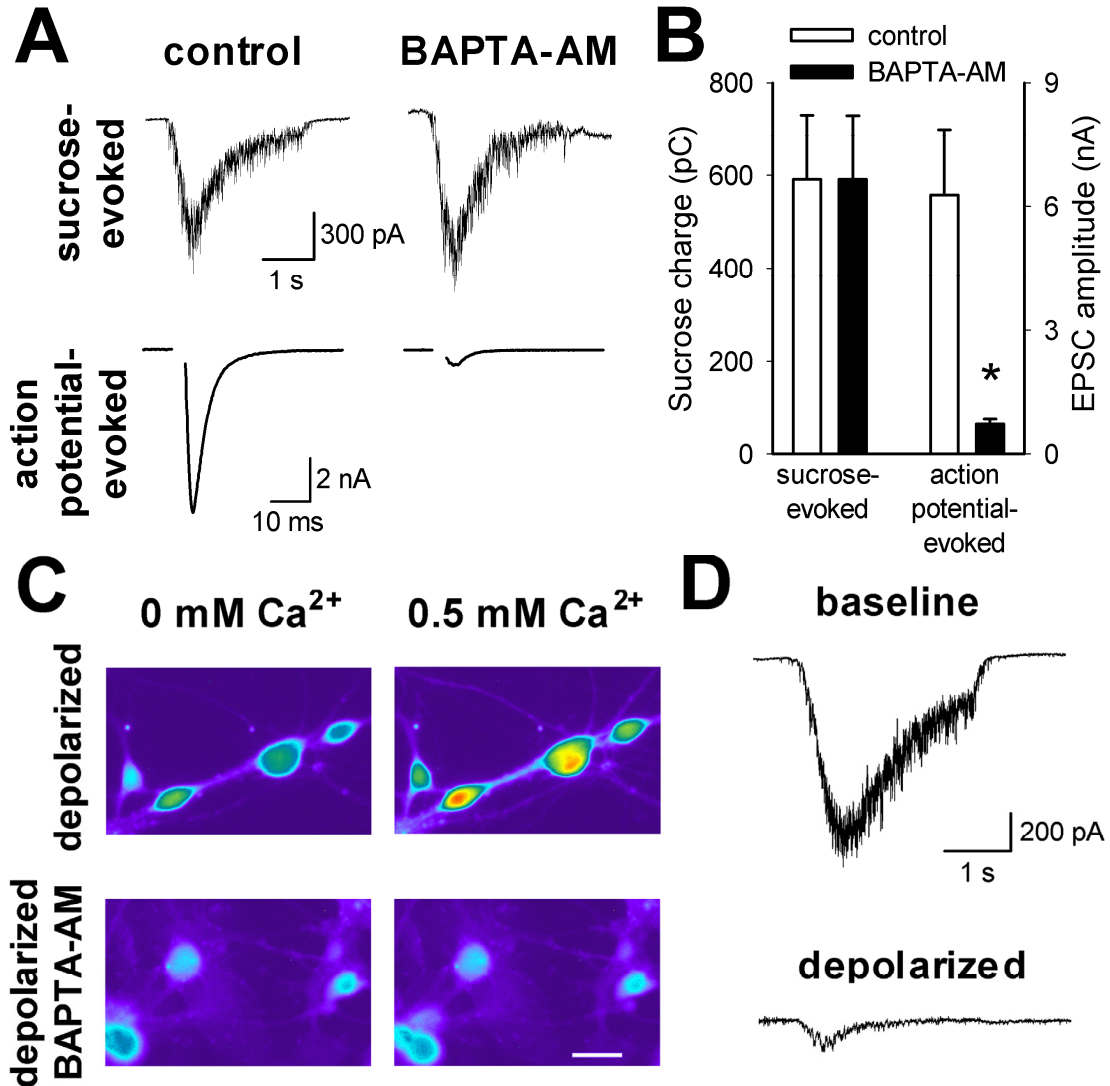 A
control
BAPTA-AM
sucrose-
evoked
300 pA
1 s
action
potential-
evoked
2 nA
10 ms
B
control
BAPTA-AM
Sucrose charge (pC)
800
600
400
200
0
EPSC amplitude (nA)
9
6
3
0
*
sucrose-
evoked
action
potential-
evoked
C
0 mM Ca²⁺
0.5 mM Ca²⁺
depolarized
depolarized
BAPTA-AM
D
baseline
200 pA
1 s
depolarized